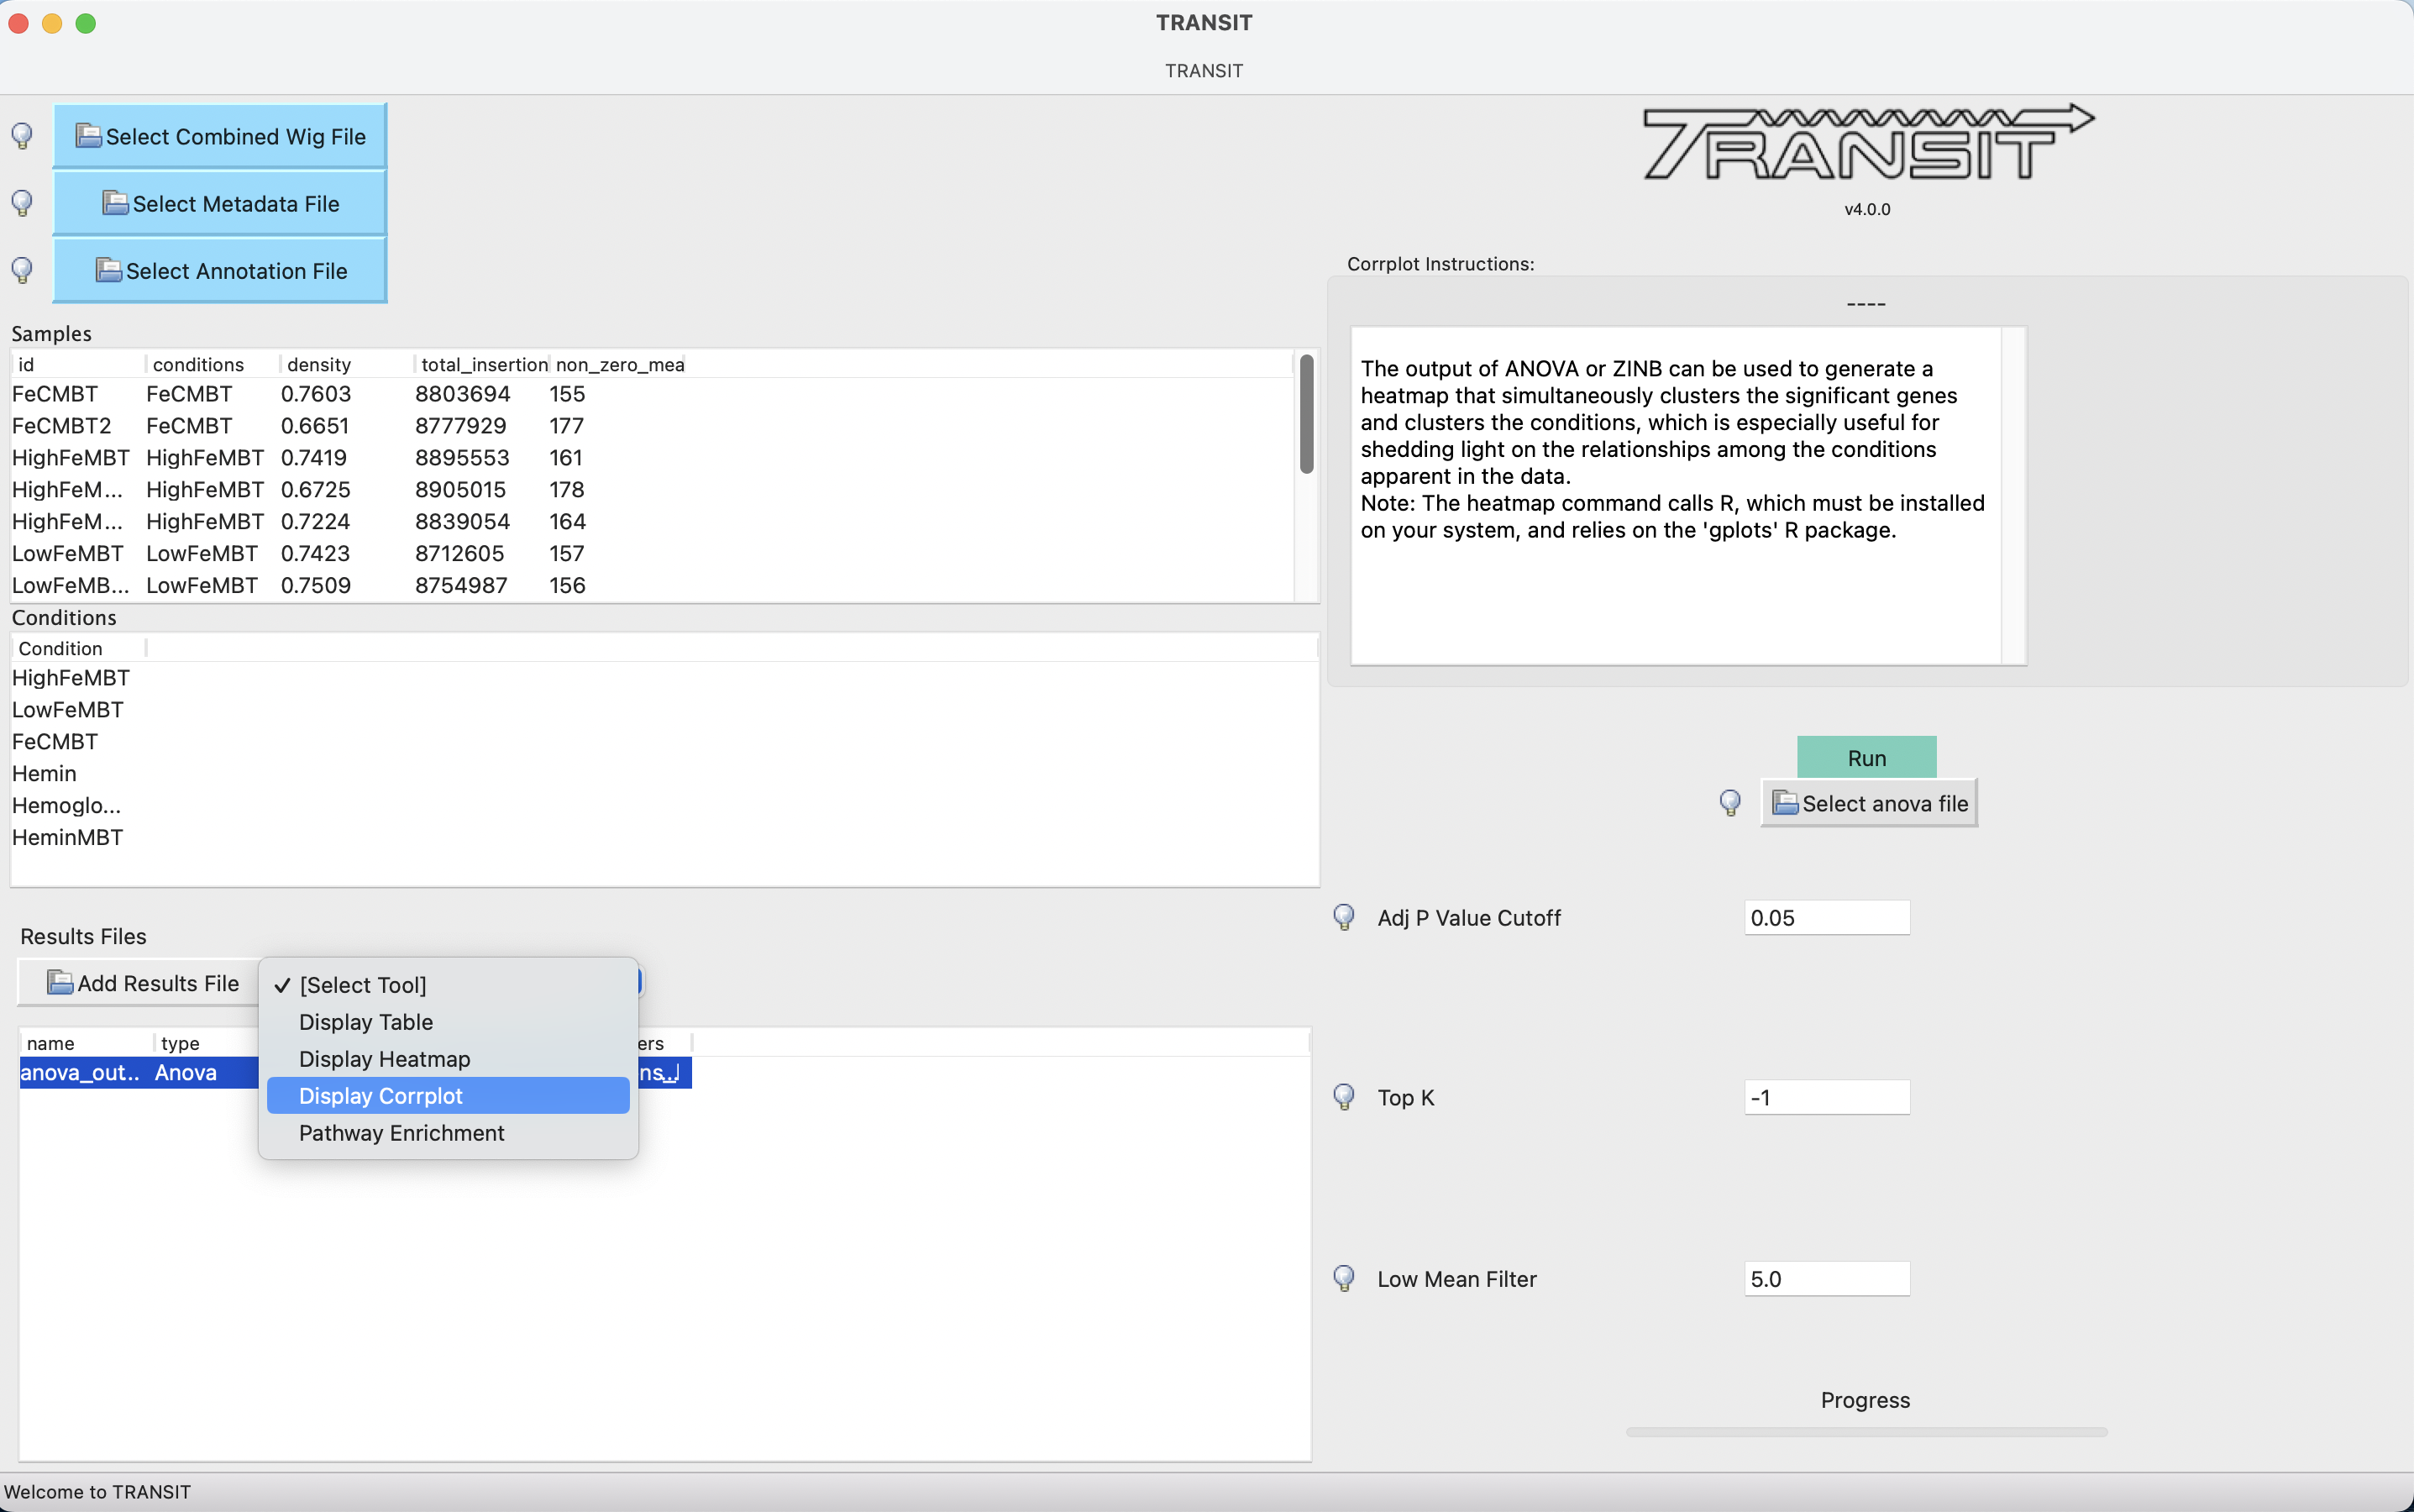 TRANSIT
TRANSIT
Select Combined Wig File
Select Metadata File
Select Annotation File
TRANSIT
v4.0.0
Samples
id conditions density total_insertion non_zero_mea
FeCMBT FeCMBT 0.7603 8803694 155
FeCMBT2 FeCMBT 0.6651 8777929 177
HighFeMBT HighFeMBT 0.7419 8895553 161
HighFeM... HighFeMBT 0.6725 8905015 178
HighFeM... HighFeMBT 0.7224 8839054 164
LowFeMBT LowFeMBT 0.7423 8712605 157
LowFeMB... LowFeMBT 0.7509 8754987 156
Conditions
Condition
HighFeMBT
LowFeMBT
FeCMBT
Hemin
Hemoglo...
HeminMBT
Results Files
Add Results File
✓ [Select Tool]
Display Table
Display Heatmap
Display Corrplot
Pathway Enrichment
name type ers
anova_out.. Anova ns_..
Corrplot Instructions:
----
The output of ANOVA or ZINB can be used to generate a
heatmap that simultaneously clusters the significant genes
and clusters the conditions, which is especially useful for
shedding light on the relationships among the conditions
apparent in the data.
Note: The heatmap command calls R, which must be installed
on your system, and relies on the 'gplots' R package.
Run
Select anova file
Adj P Value Cutoff 0.05
Top K -1
Low Mean Filter 5.0
Progress
Welcome to TRANSIT